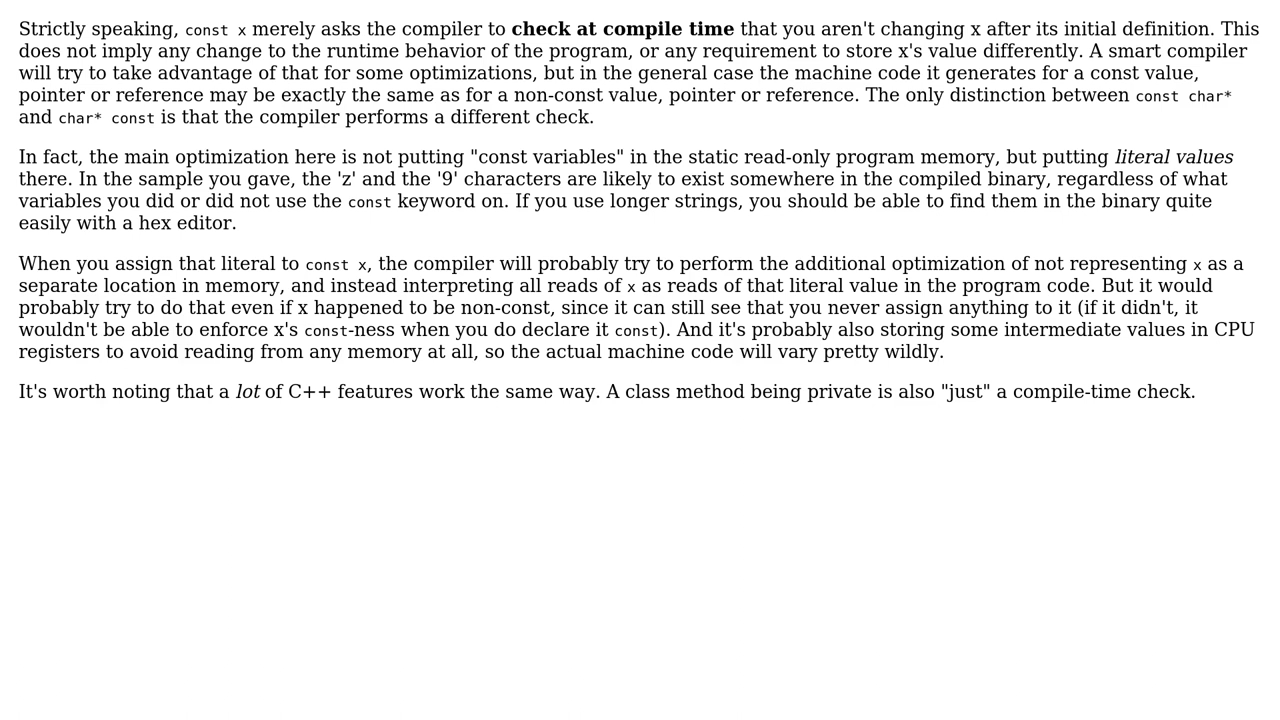 Strictly speaking, const x merely asks the compiler to check at compile time that you aren't changing x after its initial definition. This
does not imply any change to the runtime behavior of the program, or any requirement to store x's value differently. A smart compiler
will try to take advantage of that for some optimizations, but in the general case the machine code it generates for a const value,
pointer or reference may be exactly the same as for a non-const value, pointer or reference. The only distinction between const char*
and char* const is that the compiler performs a different check.
In fact, the main optimization here is not putting "const variables" in the static read-only program memory, but putting literal values
there. In the sample you gave, the 'z' and the '9' characters are likely to exist somewhere in the compiled binary, regardless of what
variables you did or did not use the const keyword on. If you use longer strings, you should be able to find them in the binary quite
easily with a hex editor.
When you assign that literal to const x, the compiler will probably try to perform the additional optimization of not representing x as a
separate location in memory, and instead interpreting all reads of x as reads of that literal value in the program code. But it would
probably try to do that even if x happened to be non-const, since it can still see that you never assign anything to it (if it didn't, it
wouldn't be able to enforce x's const-ness when you do declare it const). And it's probably also storing some intermediate values in CPU
registers to avoid reading from any memory at all, so the actual machine code will vary pretty wildly.
It's worth noting that a lot of C++ features work the same way. A class method being private is also "just" a compile-time check.